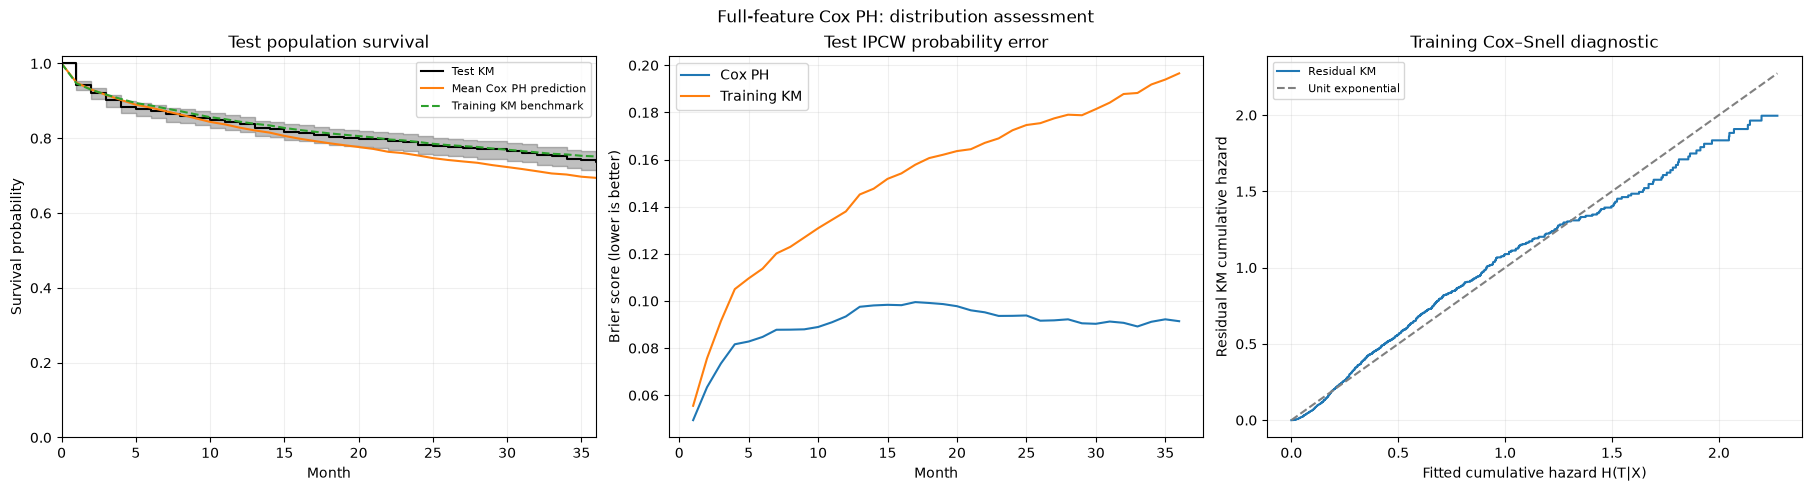 Full-feature Cox PH: distribution assessment
Test population survival
Survival probability
1.0
0.8
0.6
0.4
0.2
0.0
Test KM
Mean Cox PH prediction
Training KM benchmark
0 5 10 15 20 25 30 35
Month
Test IPCW probability error
Brier score (lower is better)
0.20
0.18
0.16
0.14
0.12
0.10
0.08
0.06
Cox PH
Training KM
0 5 10 15 20 25 30 35
Month
Training Cox–Snell diagnostic
Residual KM cumulative hazard
2.0
1.5
1.0
0.5
0.0
Residual KM
Unit exponential
0.0 0.5 1.0 1.5 2.0
Fitted cumulative hazard H(T|X)